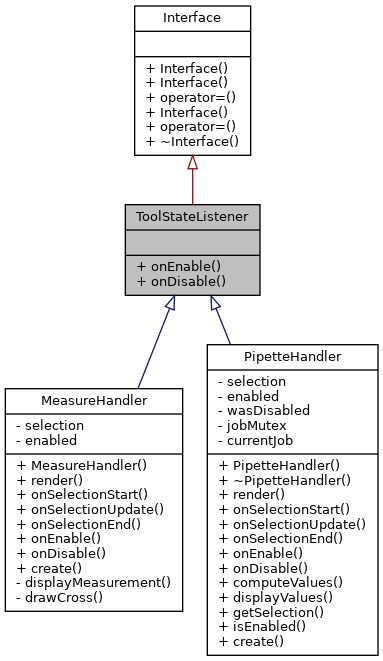 Interface
+ Interface()
+ Interface()
+ operator=()
+ Interface()
+ operator=()
+ ~Interface()
ToolStateListener
+ onEnable()
+ onDisable()
MeasureHandler
- selection
- enabled
+ MeasureHandler()
+ render()
+ onSelectionStart()
+ onSelectionUpdate()
+ onSelectionEnd()
+ onEnable()
+ onDisable()
+ create()
- displayMeasurement()
- drawCross()
PipetteHandler
- selection
- enabled
- wasDisabled
- jobMutex
- currentJob
+ PipetteHandler()
+ ~PipetteHandler()
+ render()
+ onSelectionStart()
+ onSelectionUpdate()
+ onSelectionEnd()
+ onEnable()
+ onDisable()
+ computeValues()
+ displayValues()
+ getSelection()
+ isEnabled()
+ create()